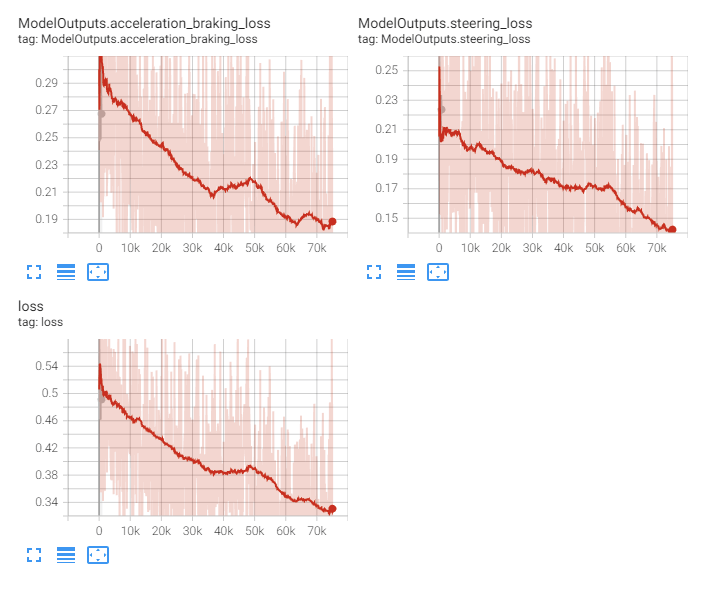 ModelOutputs.acceleration_braking_loss
tag: ModelOutputs.acceleration_braking_loss
0.29
0.27
0.25
0.23
0.21
0.19
0 10k 20k 30k 40k 50k 60k 70k
ModelOutputs.steering_loss
tag: ModelOutputs.steering_loss
0.25
0.23
0.21
0.19
0.17
0.15
0 10k 20k 30k 40k 50k 60k 70k
loss
tag: loss
0.54
0.5
0.46
0.42
0.38
0.34
0 10k 20k 30k 40k 50k 60k 70k